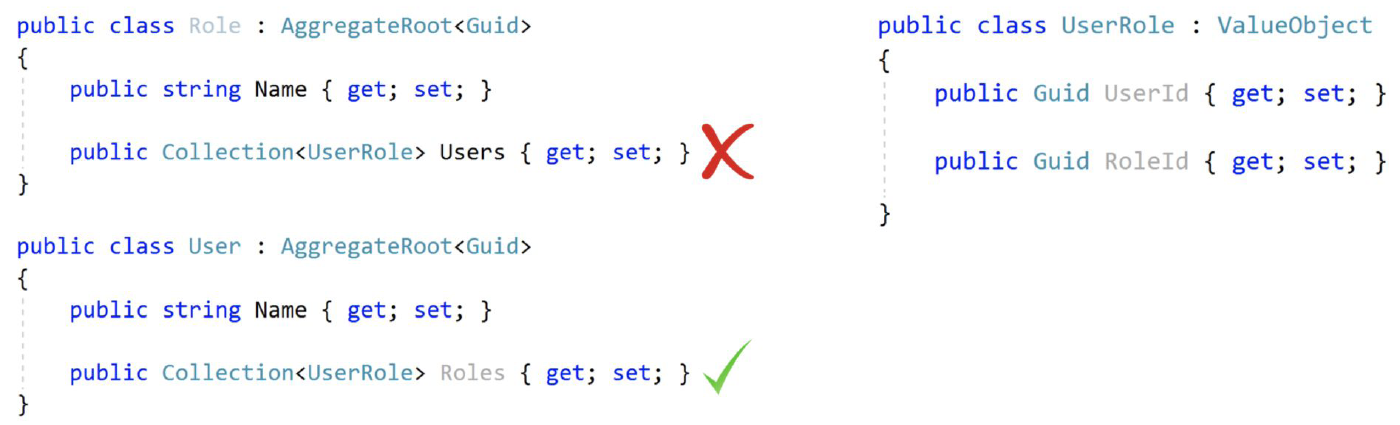 public class Role : AggregateRoot<Guid>
{
public string Name { get; set; }
public Collection<UserRole> Users { get; set; }
}
public class User : AggregateRoot<Guid>
{
public string Name { get; set; }
public Collection<UserRole> Roles { get; set; }
}
public class UserRole : ValueObject
{
public Guid UserId { get; set; }
public Guid RoleId { get; set; }
}